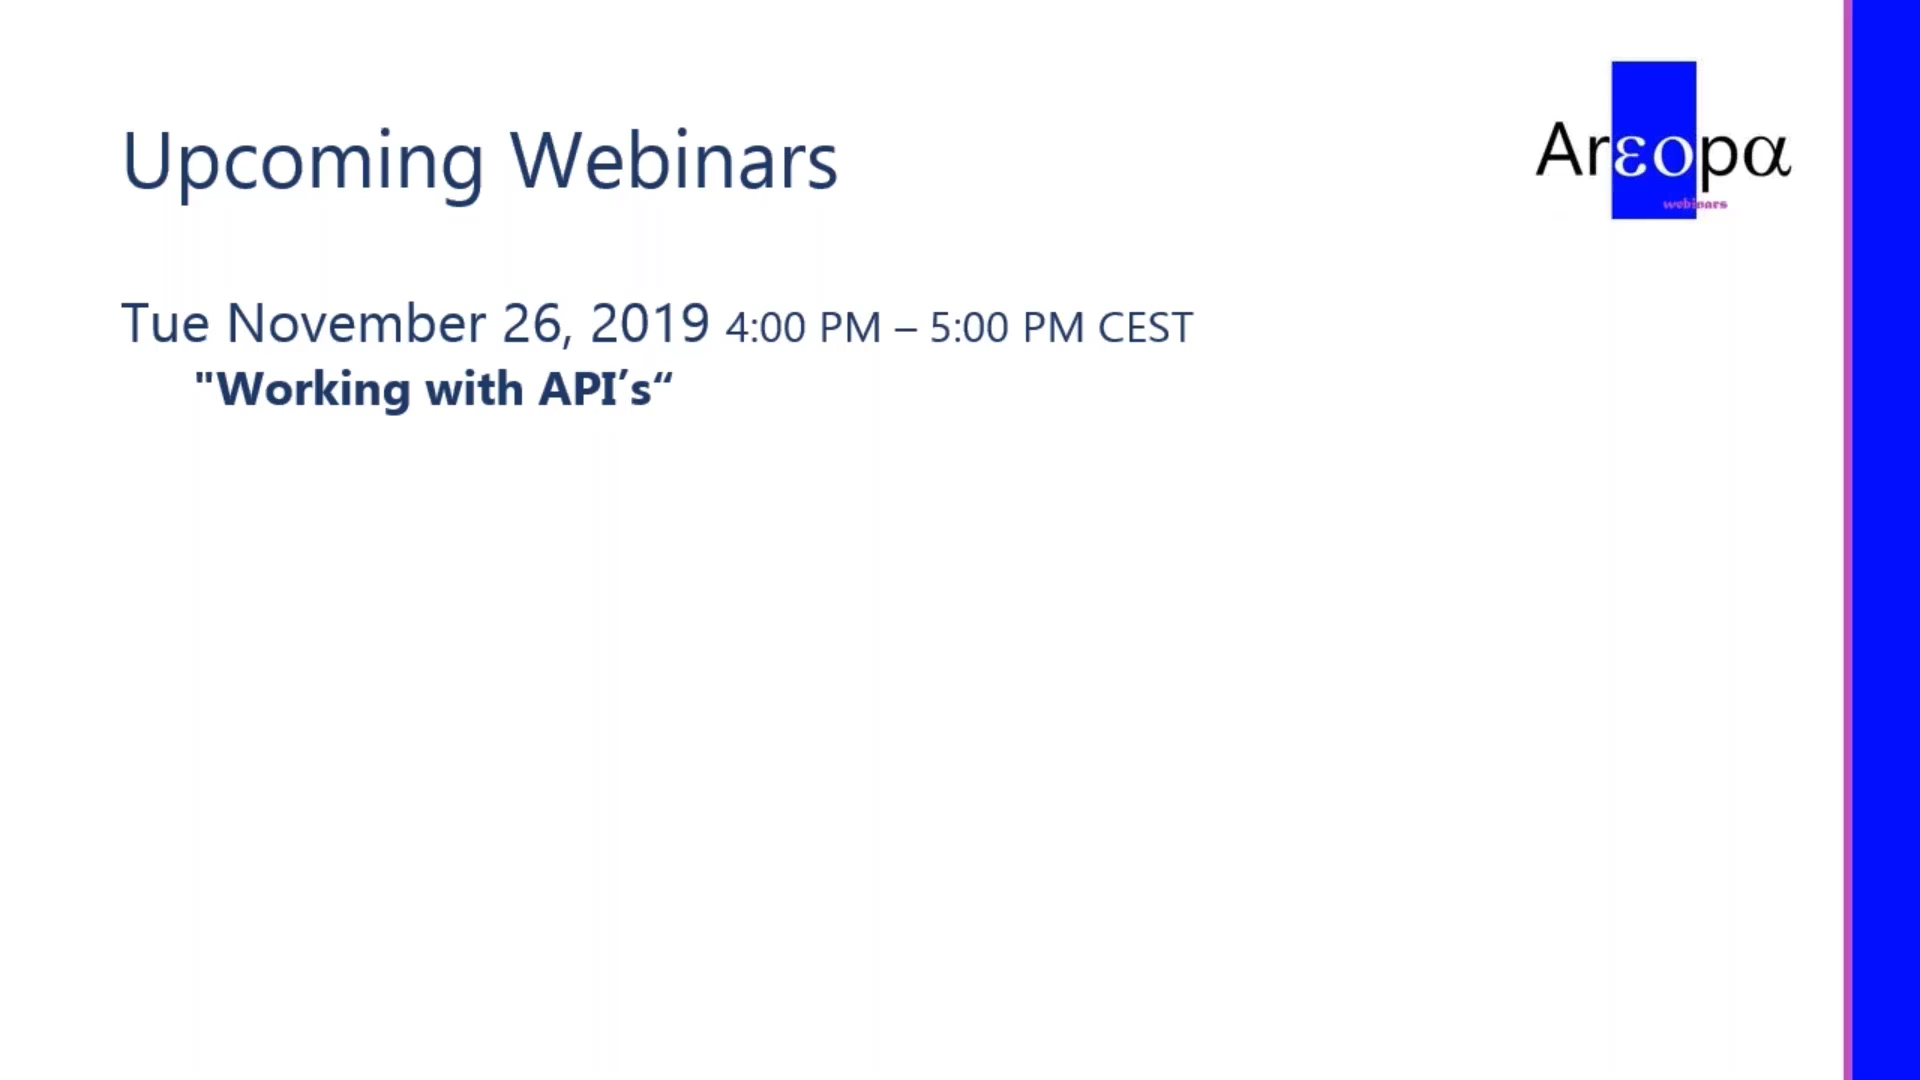 Upcoming Webinars
Arεopα
webinars
Tue November 26, 2019 4:00 PM – 5:00 PM CEST
"Working with API’s“